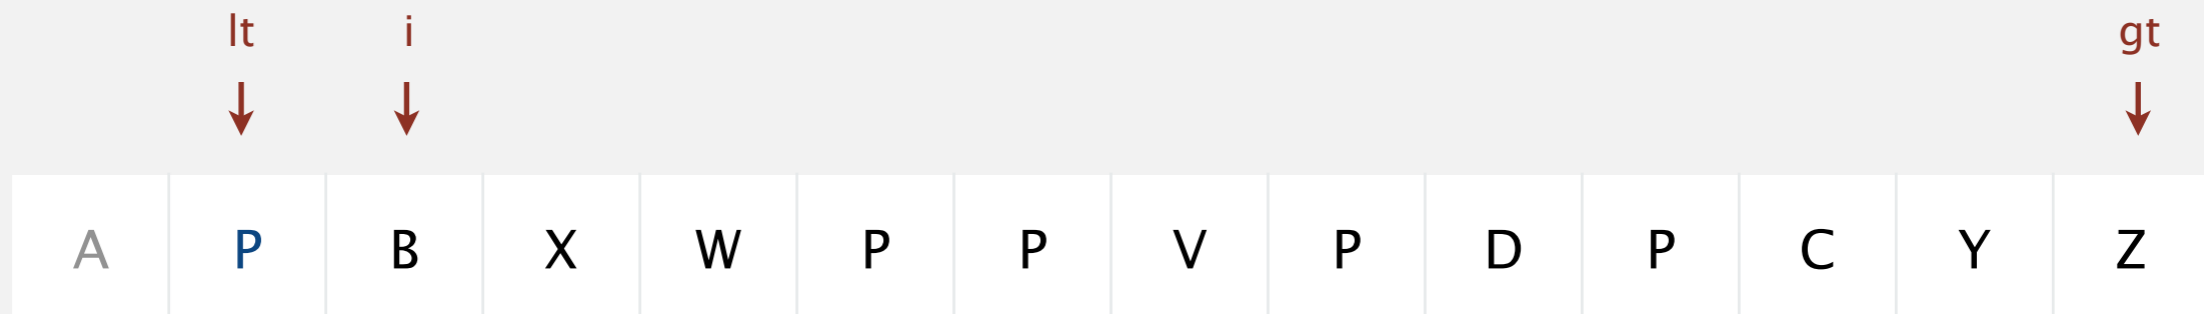 lt i gt
A P B X W P P V P D P C Y Z